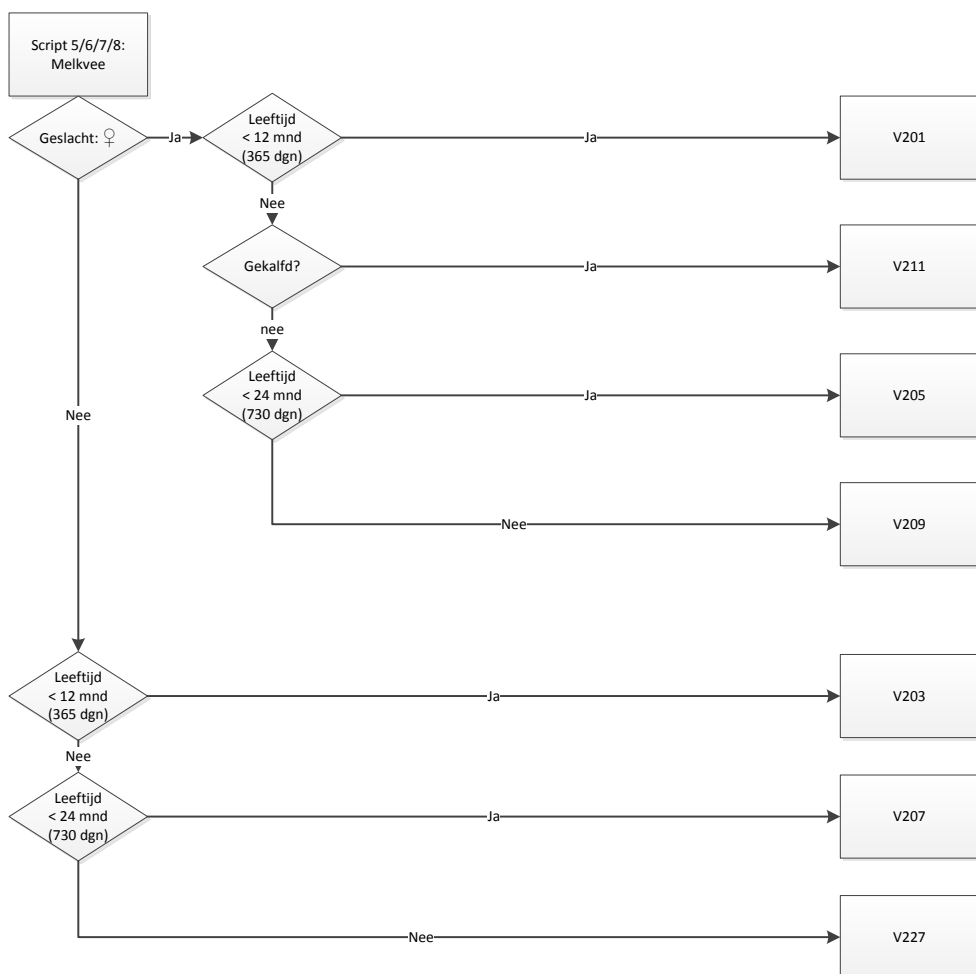 Script 5/6/7/8:
Melkvee
Geslacht: ♀
Ja
Leeftijd
< 12 mnd
(365 dgn)
Ja
V201
Nee
Gekalfd?
Ja
V211
nee
Leeftijd
< 24 mnd
(730 dgn)
Ja
V205
Nee
Nee
V209
Leeftijd
< 12 mnd
(365 dgn)
Ja
V203
Nee
Leeftijd
< 24 mnd
(730 dgn)
Ja
V207
Nee
V227